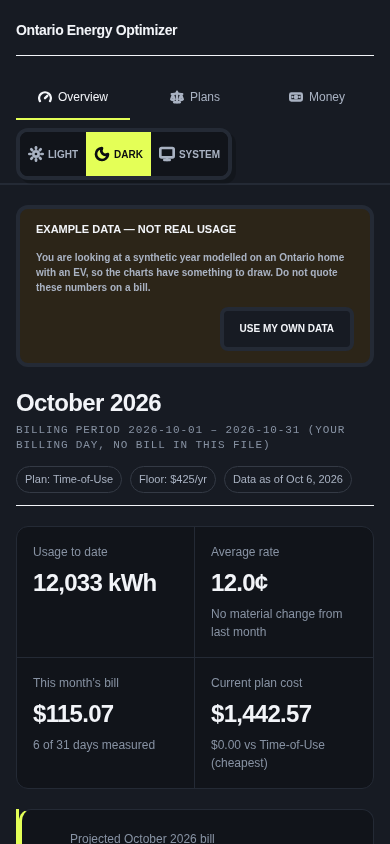 Ontario Energy Optimizer
Overview
Plans
Money
LIGHT
DARK
SYSTEM
EXAMPLE DATA — NOT REAL USAGE
You are looking at a synthetic year modelled on an Ontario home
with an EV, so the charts have something to draw. Do not quote
these numbers on a bill.
USE MY OWN DATA
October 2026
BILLING PERIOD 2026-10-01 – 2026-10-31 (YOUR
BILLING DAY, NO BILL IN THIS FILE)
Plan: Time-of-Use
Floor: $425/yr
Data as of Oct 6, 2026
Usage to date
12,033 kWh
Average rate
12.0¢
No material change from
last month
This month's bill
$115.07
6 of 31 days measured
Current plan cost
$1,442.57
$0.00 vs Time-of-Use
(cheapest)
Projected October 2026 bill